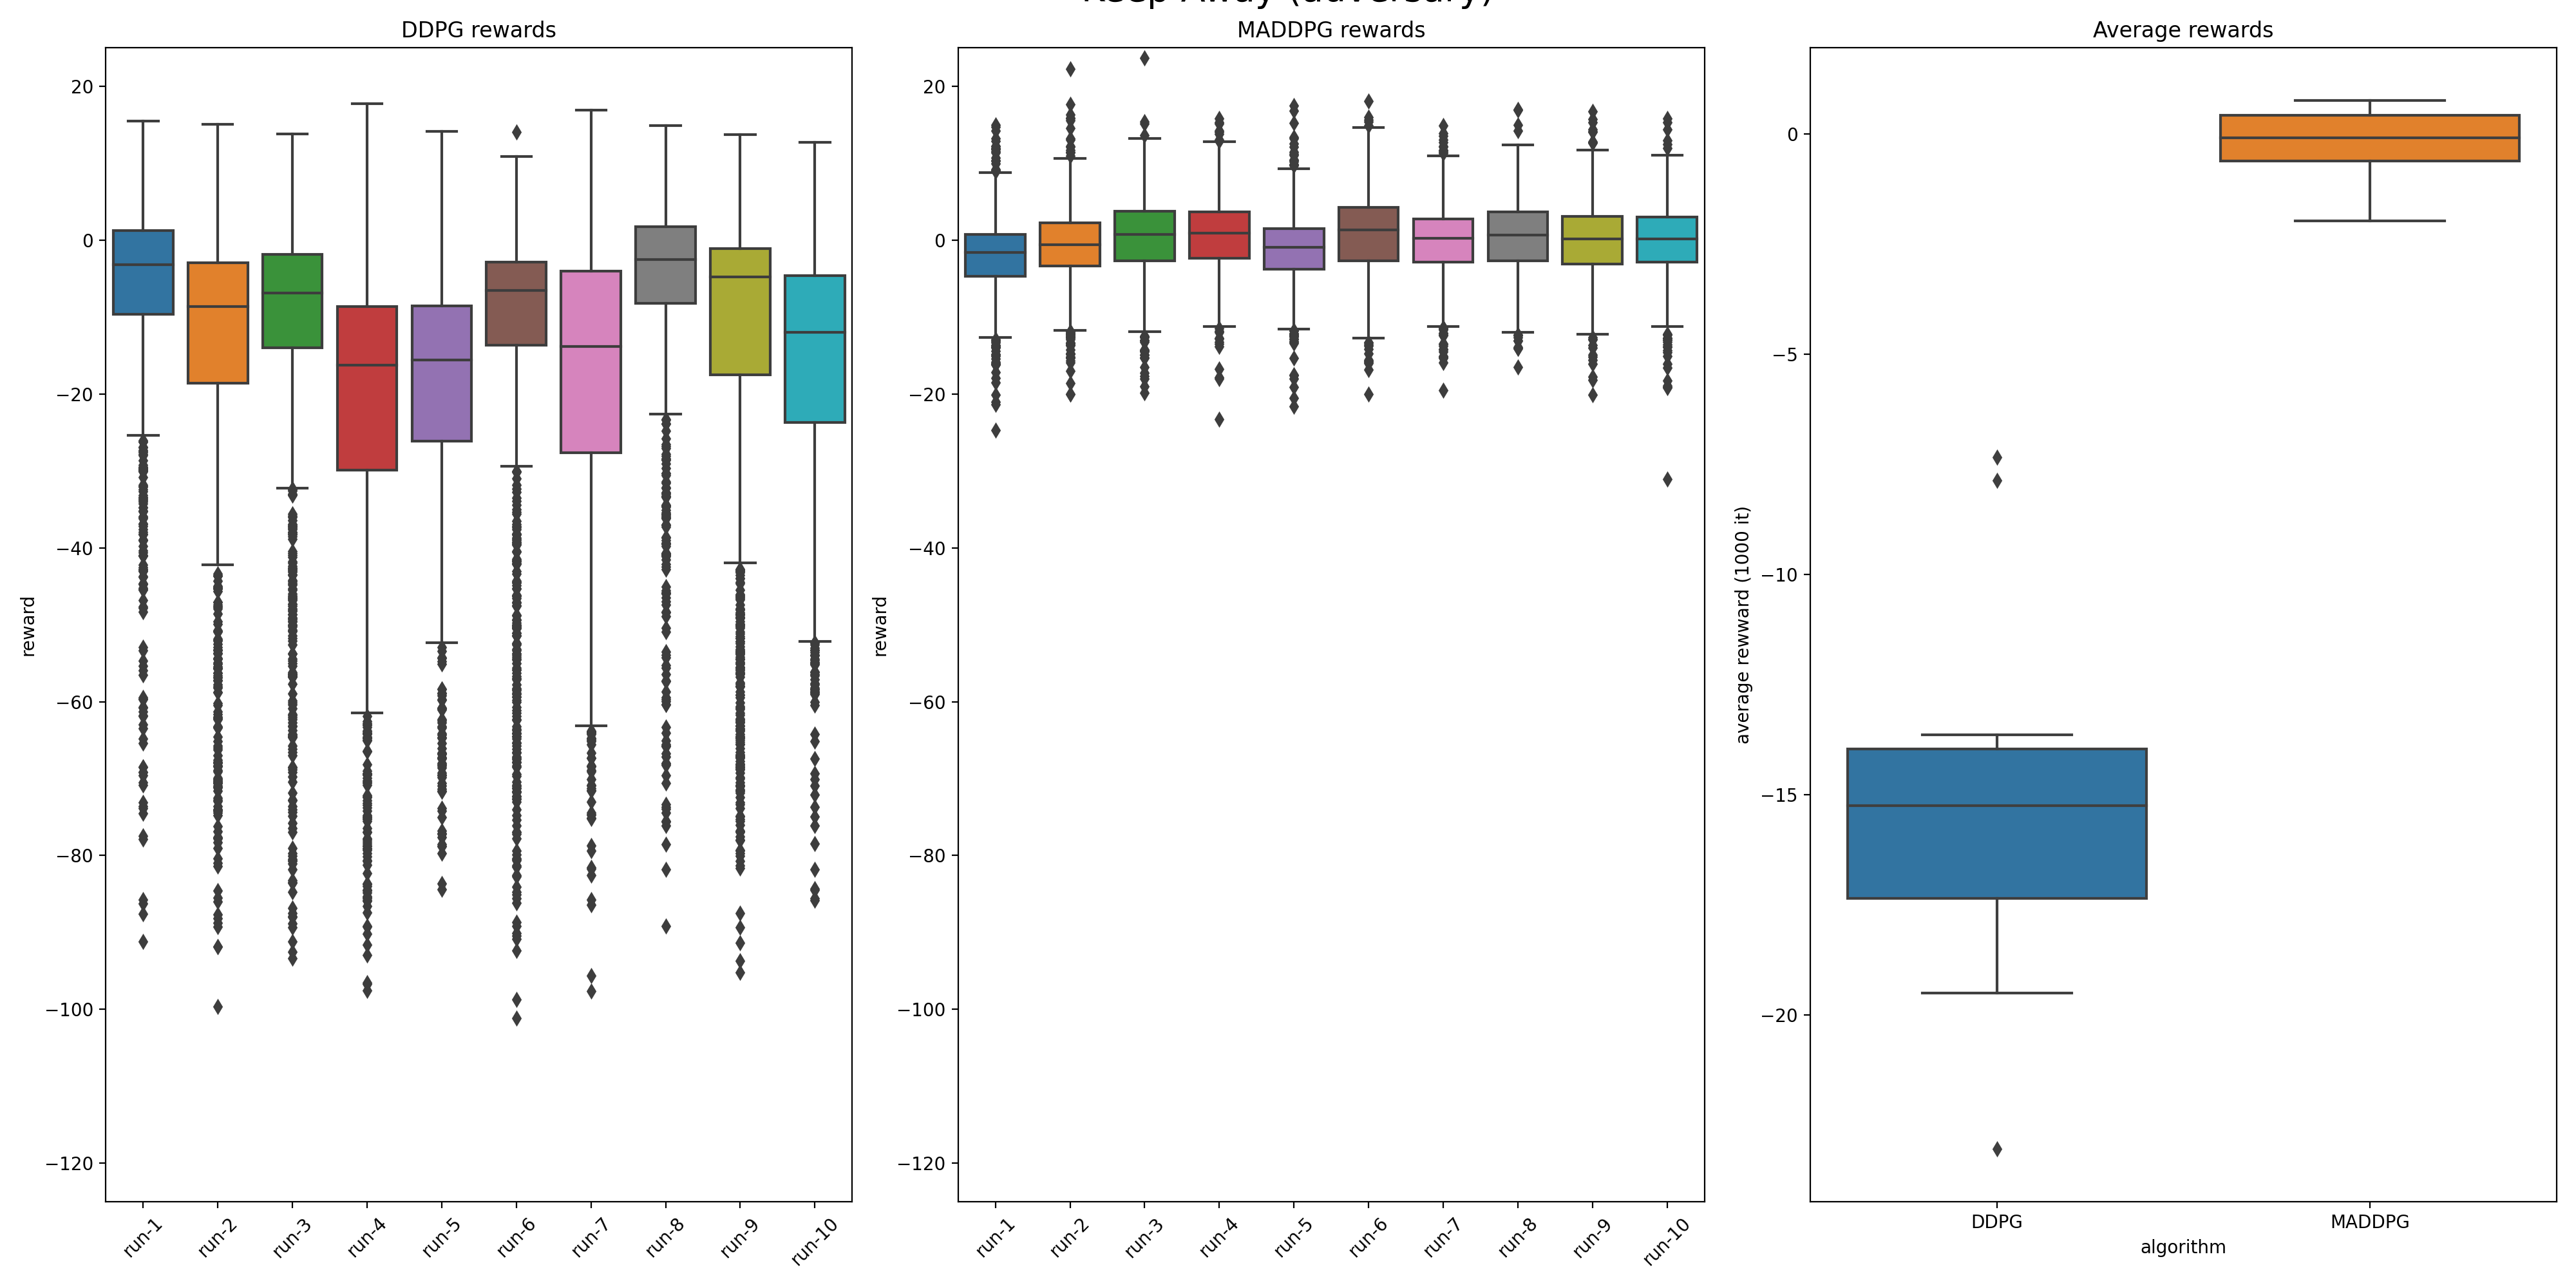 Keep Away (adversary)
DDPG rewards
reward
20
0
−20
−40
−60
−80
−100
−120
run-1 run-2 run-3 run-4 run-5 run-6 run-7 run-8 run-9 run-10
MADDPG rewards
reward
20
0
−20
−40
−60
−80
−100
−120
run-1 run-2 run-3 run-4 run-5 run-6 run-7 run-8 run-9 run-10
Average rewards
average rewward (1000 it)
0
−5
−10
−15
−20
DDPG MADDPG
algorithm